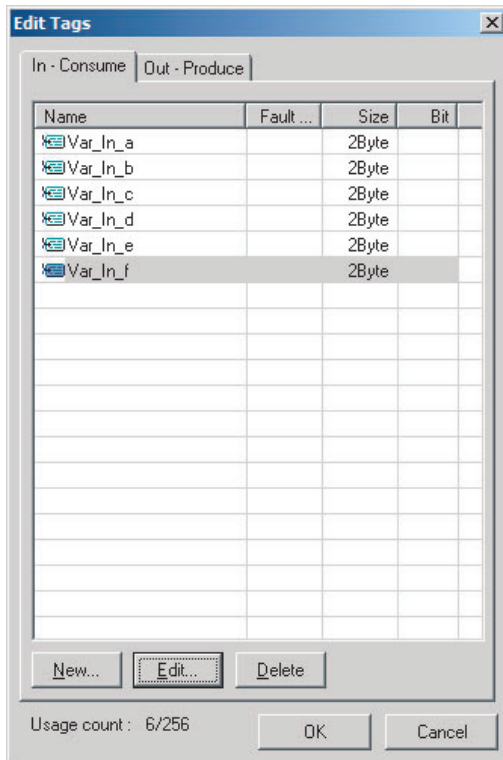 Edit Tags
In - Consume Out - Produce
Name Fault ... Size Bit
Var_In_a 2Byte
Var_In_b 2Byte
Var_In_c 2Byte
Var_In_d 2Byte
Var_In_e 2Byte
Var_In_f 2Byte
New... Edit... Delete
Usage count : 6/256 OK Cancel